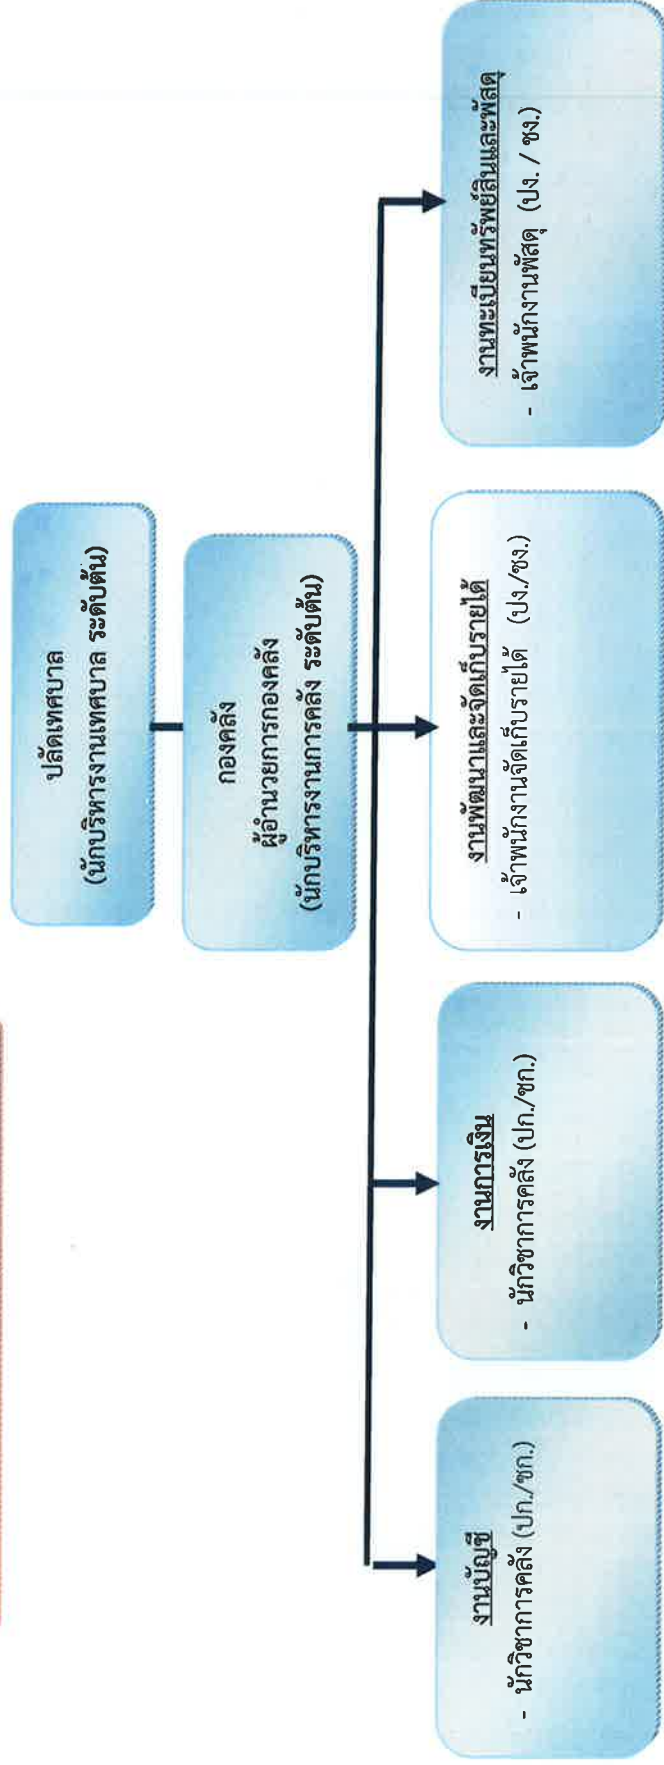 ปลัดเทศบาล
(นักบริหารงานเทศบาล ระดับต้น)
กองคลัง
ผู้อำนวยการกองคลัง
(นักบริหารงานการคลัง ระดับต้น)
งานบัญชี
- นักวิชาการคลัง (ปก./ชก.)
งานการเงิน
- นักวิชาการคลัง (ปก./ชก.)
งานพัฒนาและจัดเก็บรายได้
- เจ้าพนักงานจัดเก็บรายได้ (ปง./ชง.)
งานทะเบียนทรัพย์สินและพัสดุ
- เจ้าพนักงานพัสดุ (ปง. / ชง.)